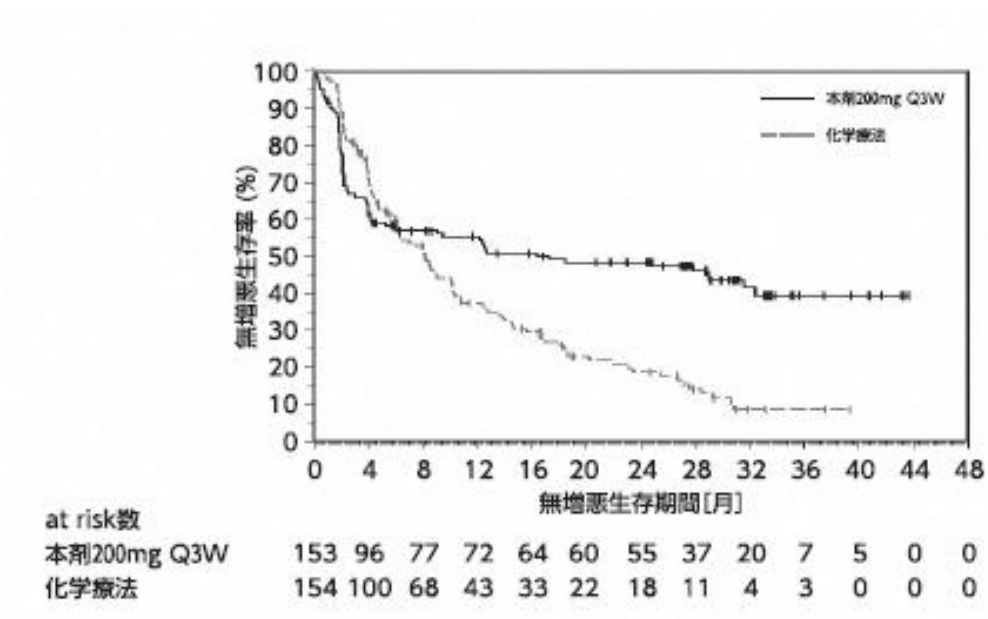 100
90
80
70
60
50
40
30
20
10
0
無増悪生存率 (%)
本剤200mg Q3W
化学療法
0 4 8 12 16 20 24 28 32 36 40 44 48
無増悪生存期間[月]
at risk数
本剤200mg Q3W 153 96 77 72 64 60 55 37 20 7 5 0 0
化学療法 154 100 68 43 33 22 18 11 4 3 0 0 0